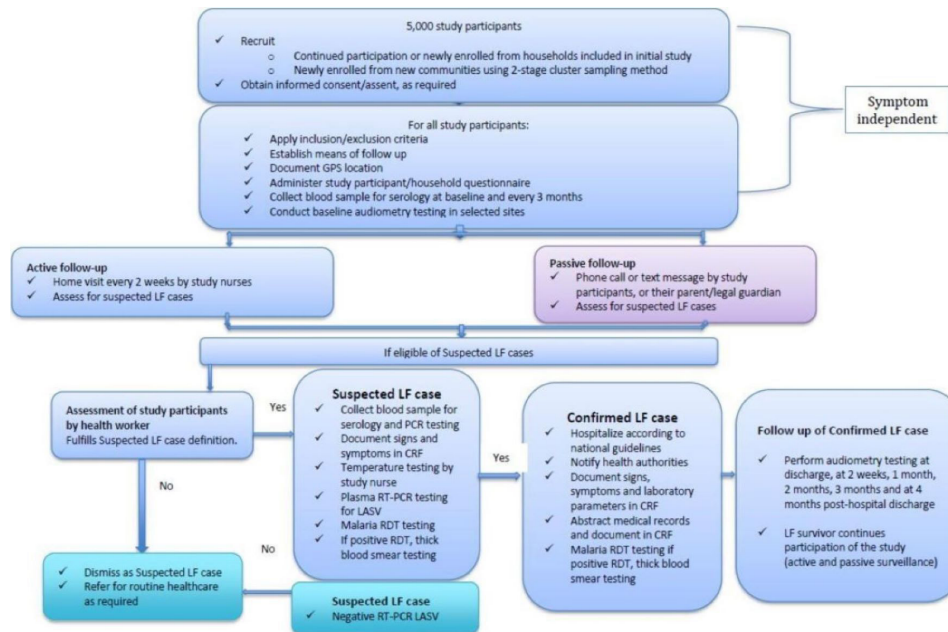 5,000 study participants
✓ Recruit
o Continued participation or newly enrolled from households included in initial study
o Newly enrolled from new communities using 2-stage cluster sampling method
✓ Obtain informed consent/assent, as required
Symptom
independent
For all study participants:
✓ Apply inclusion/exclusion criteria
✓ Establish means of follow up
✓ Document GPS location
✓ Administer study participant/household questionnaire
✓ Collect blood sample for serology at baseline and every 3 months
✓ Conduct baseline audiometry testing in selected sites
Active follow-up
✓ Home visit every 2 weeks by study nurses
✓ Assess for suspected LF cases
Passive follow-up
✓ Phone call or text message by study
participants, or their parent/legal guardian
✓ Assess for suspected LF cases
If eligible of Suspected LF cases
Assessment of study participants
by health worker
Fulfills Suspected LF case definition.
Yes
No
Suspected LF case
✓ Collect blood sample for
serology and PCR testing
✓ Document signs and
symptoms in CRF
✓ Temperature testing by
study nurse
✓ Plasma RT-PCR testing
for LASV
✓ Malaria RDT testing
✓ If positive RDT, thick
blood smear testing
Yes
No
Confirmed LF case
✓ Hospitalize according to
national guidelines
✓ Notify health authorities
✓ Document signs,
symptoms and laboratory
parameters in CRF
✓ Abstract medical records
and document in CRF
✓ Malaria RDT testing if
positive RDT, thick blood
smear testing
Follow up of Confirmed LF case
✓ Perform audiometry testing at
discharge, at 2 weeks, 1 month,
2 months, 3 months and at 4
months post-hospital discharge
✓ LF survivor continues
participation of the study
(active and passive surveillance)
✓ Dismiss as Suspected LF case
✓ Refer for routine healthcare
as required
Suspected LF case
✓ Negative RT-PCR LASV